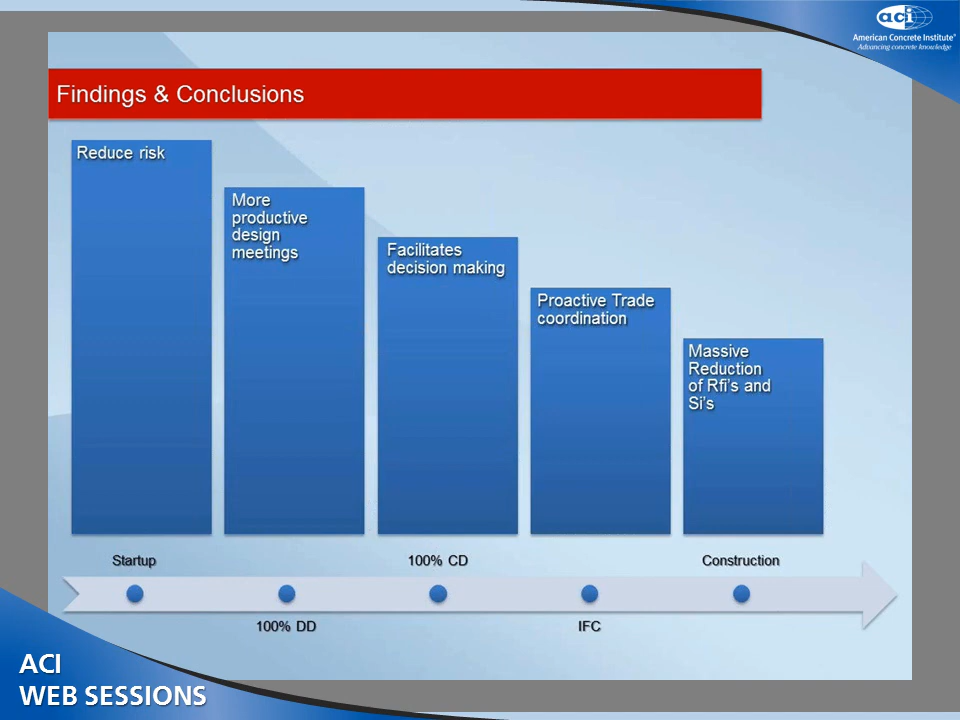 aci
American Concrete Institute®
Advancing concrete knowledge
Findings & Conclusions
Reduce risk
More
productive
design
meetings
Facilitates
decision making
Proactive Trade
coordination
Massive
Reduction
of Rfi's and
Si's
Startup
100% DD
100% CD
IFC
Construction
ACI
WEB SESSIONS